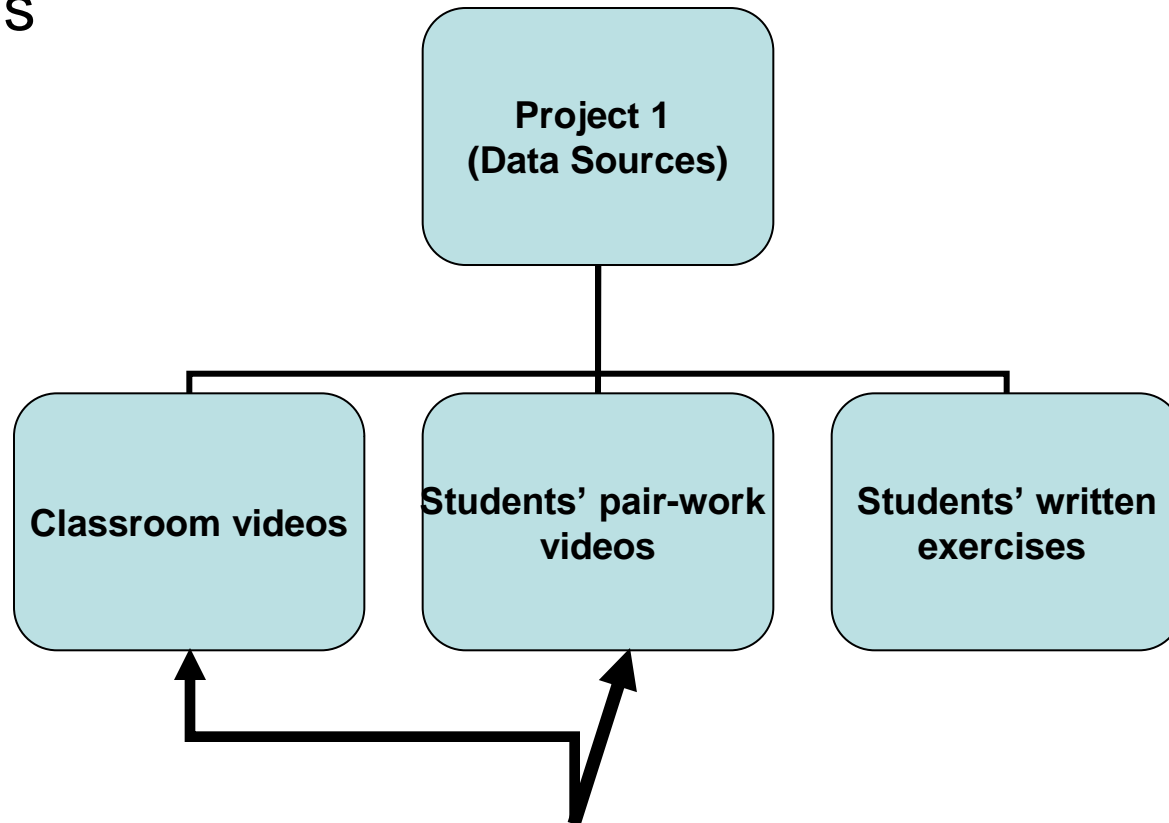 s
Project 1
(Data Sources)
Classroom videos
Students’ pair-work
videos
Students’ written
exercises